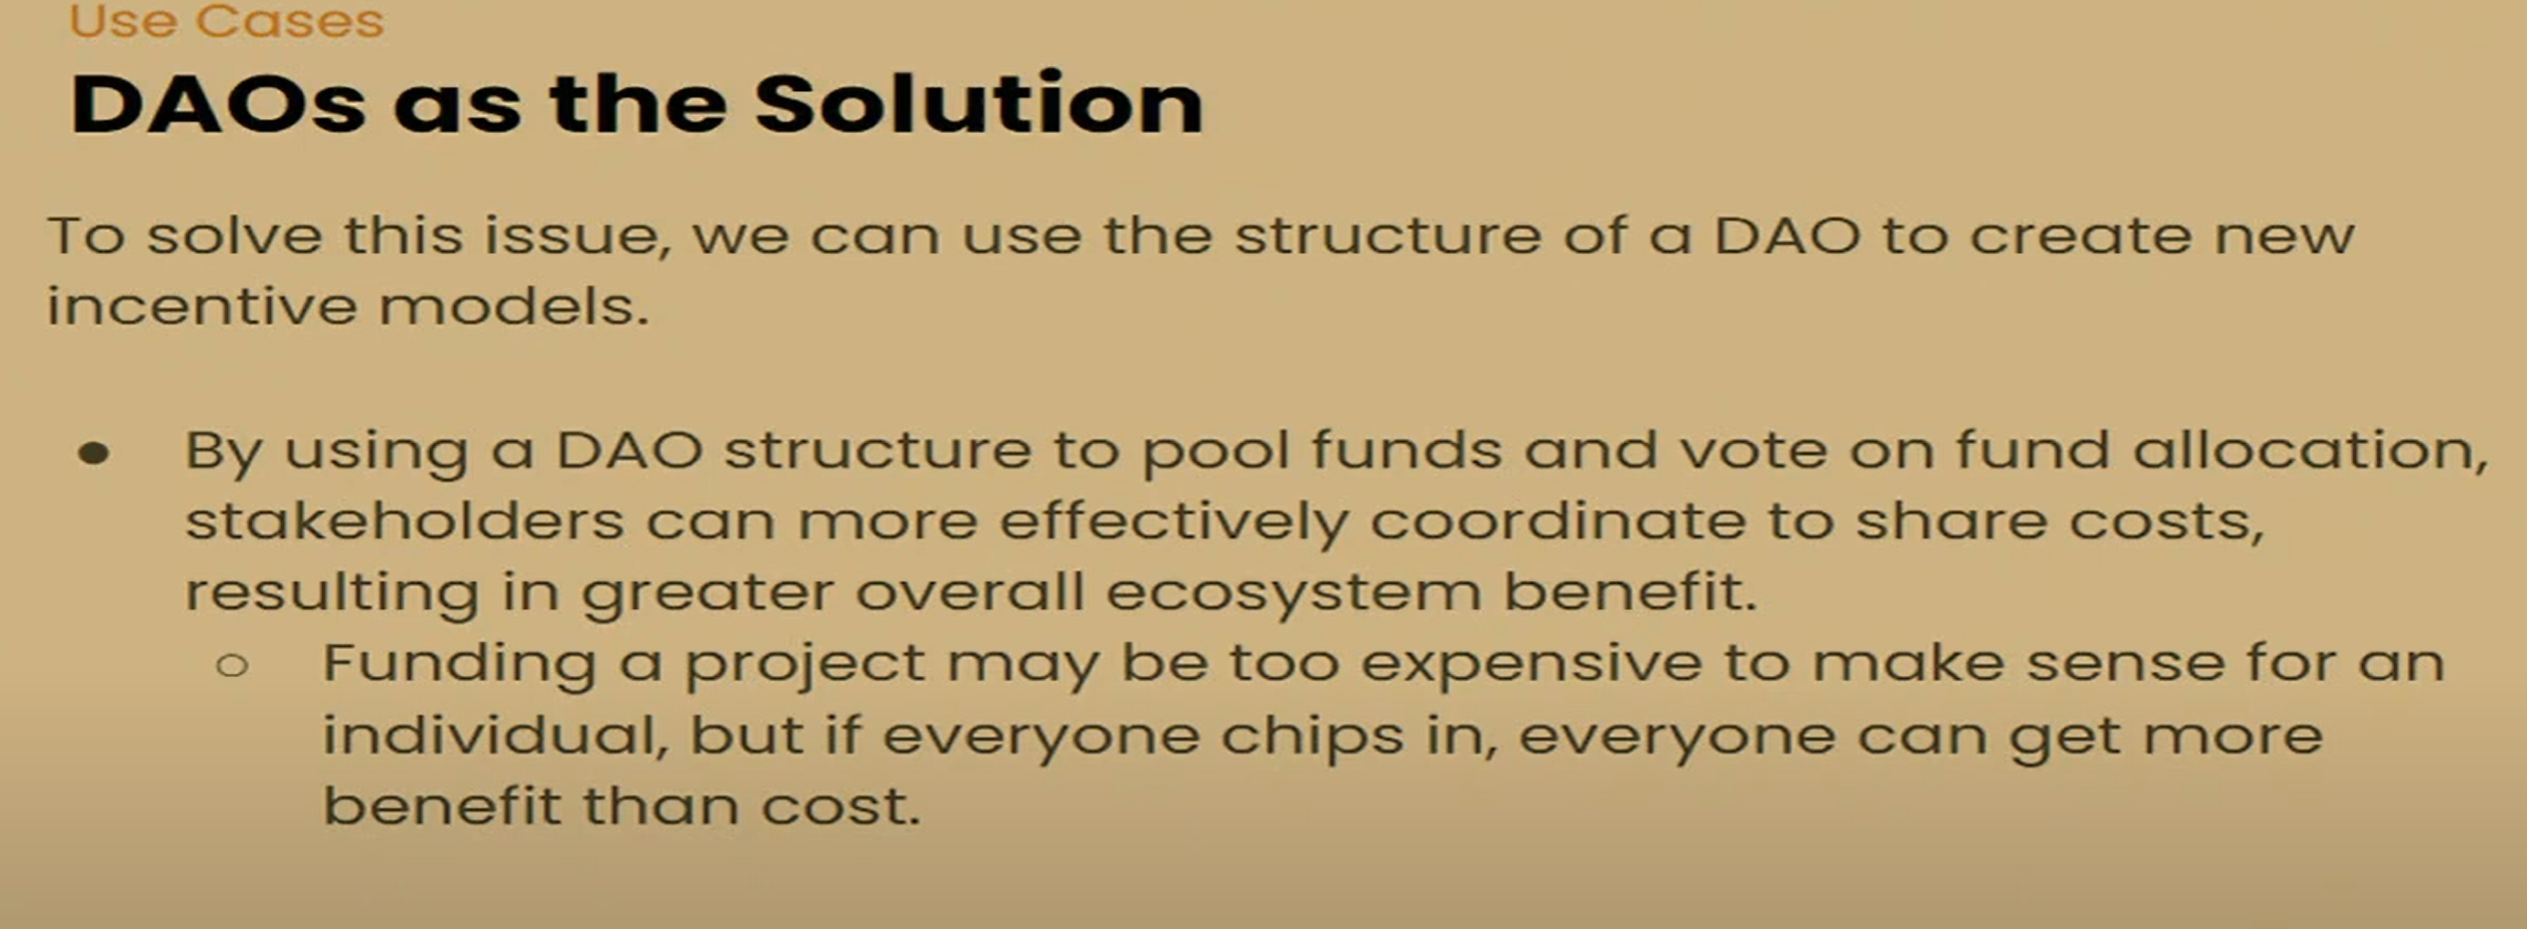 Use Cases
DAOs as the Solution
To solve this issue, we can use the structure of a DAO to create new
incentive models.
● By using a DAO structure to pool funds and vote on fund allocation,
stakeholders can more effectively coordinate to share costs,
resulting in greater overall ecosystem benefit.
○ Funding a project may be too expensive to make sense for an
individual, but if everyone chips in, everyone can get more
benefit than cost.